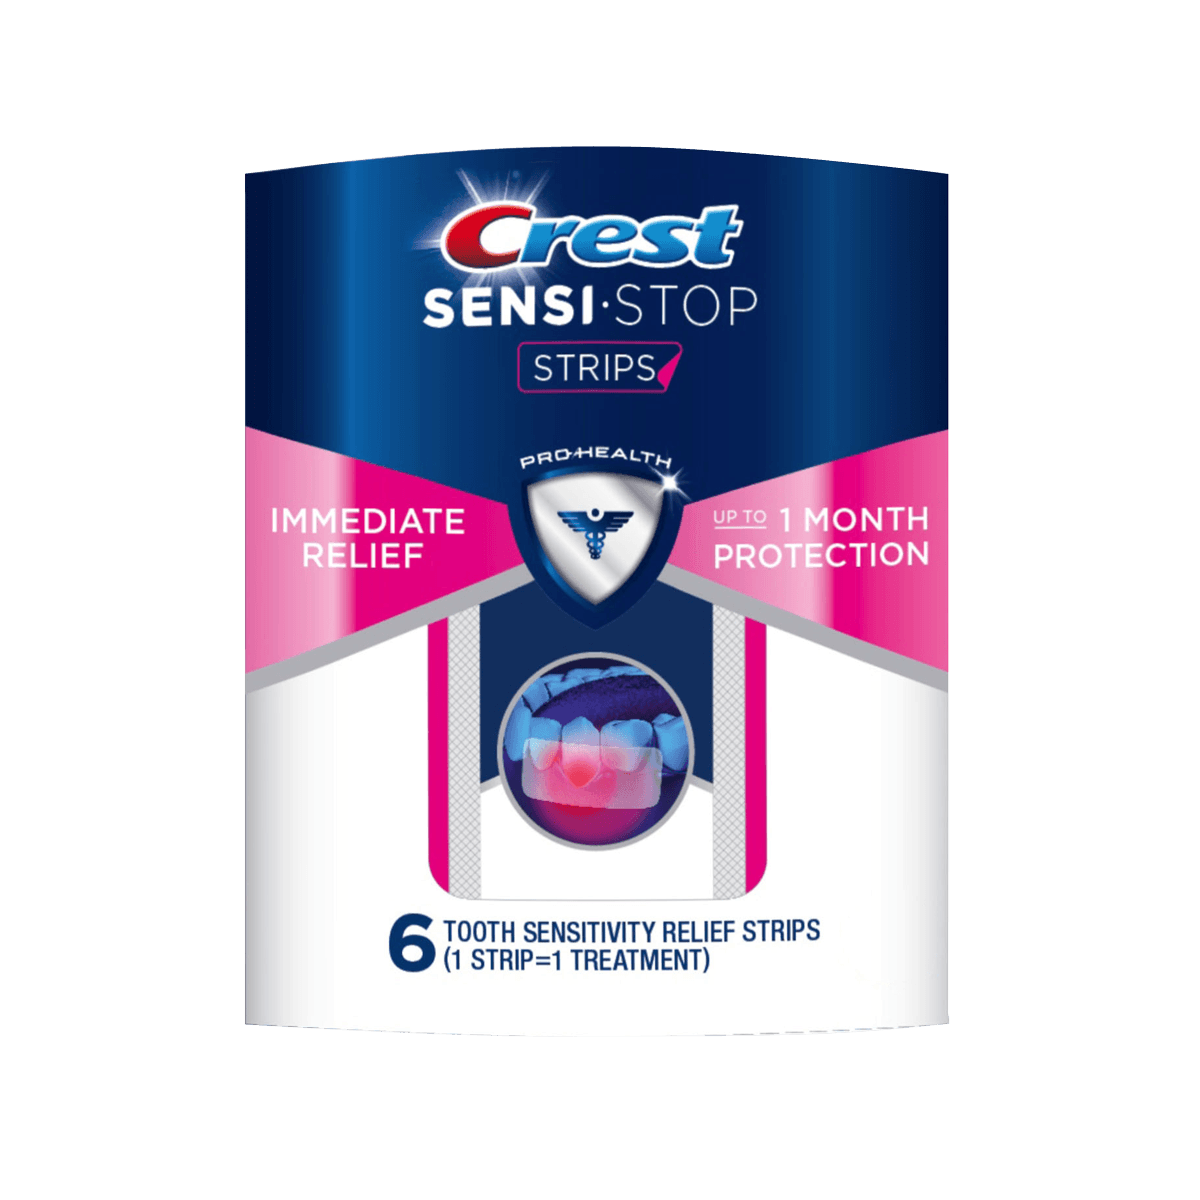 Crest
SENSI·STOP
STRIPS
PRO-HEALTH
IMMEDIATE
RELIEF
UP TO 1 MONTH
PROTECTION
6 TOOTH SENSITIVITY RELIEF STRIPS
(1 STRIP=1 TREATMENT)